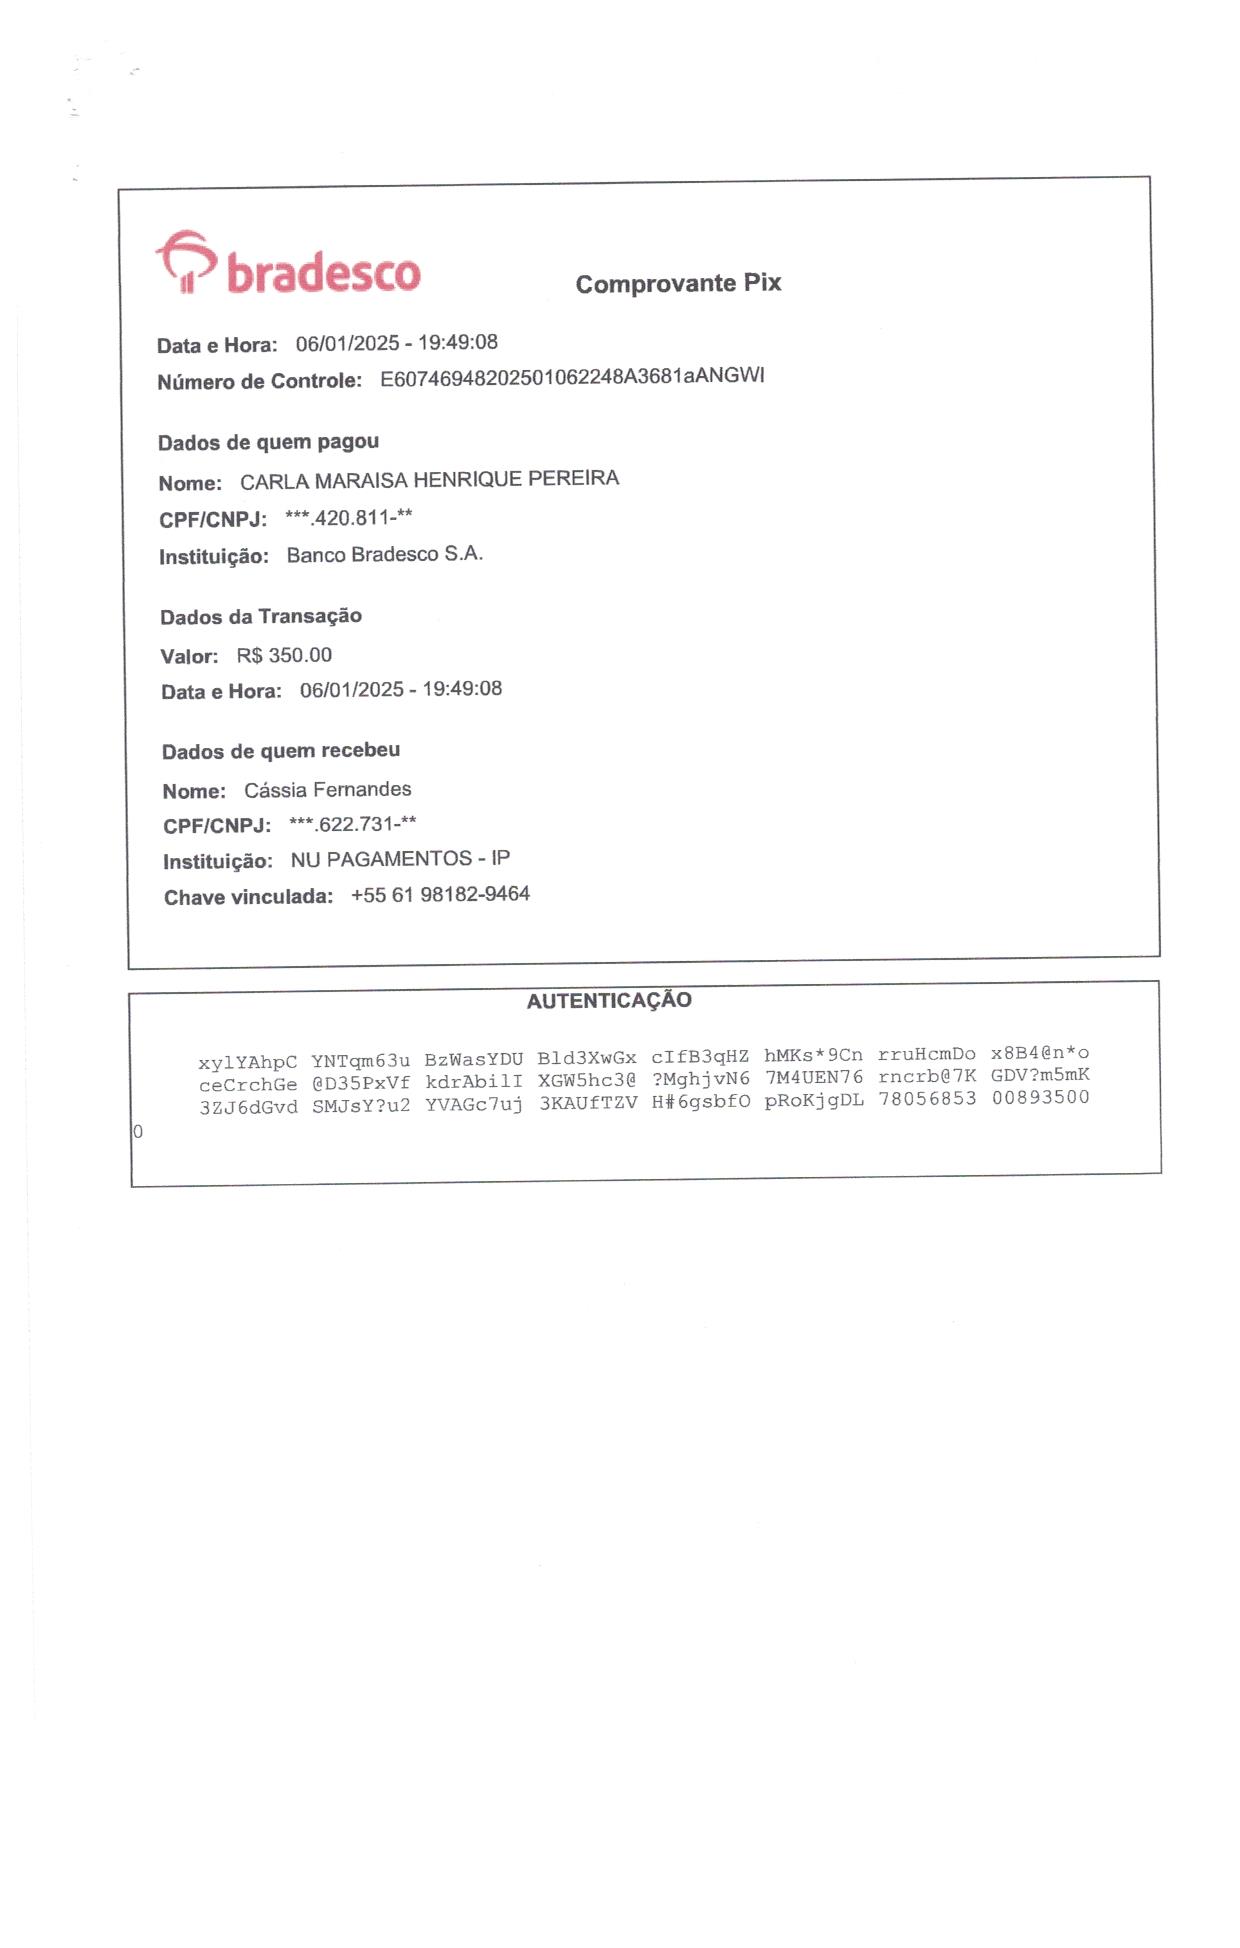 bradesco
Comprovante Pix
Data e Hora: 06/01/2025 - 19:49:08
Número de Controle: E60746948202501062248A3681aANGWI
Dados de quem pagou
Nome: CARLA MARAISA HENRIQUE PEREIRA
CPF/CNPJ: ***.420.811-**
Instituição: Banco Bradesco S.A.
Dados da Transação
Valor: R$ 350.00
Data e Hora: 06/01/2025 - 19:49:08
Dados de quem recebeu
Nome: Cássia Fernandes
CPF/CNPJ: ***.622.731-**
Instituição: NU PAGAMENTOS - IP
Chave vinculada: +55 61 98182-9464
AUTENTICAÇÃO
xylYAhpC YNTqm63u BzWasYDU Bld3XwGx cIfB3qHZ hMKs*9Cn rruHcmDo x8B4@n*o
ceCrchGe @D35PxVf kdrAbilI XGW5hc3@ ?MghjvN6 7M4UEN76 rncrb@7K GDV?m5mK
3ZJ6dGvd SMJsY?u2 YVAGc7uj 3KAUfTZV H#6gsbfO pRoKjgDL 78056853 00893500
0